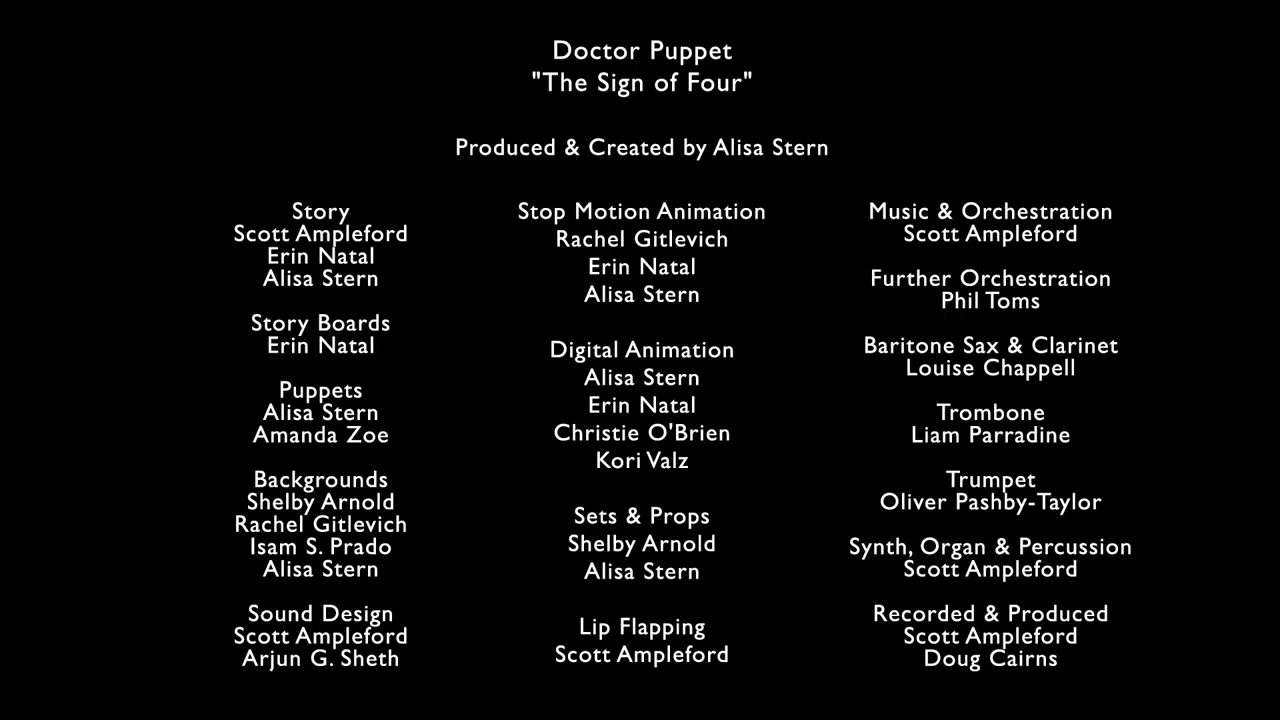 Doctor Puppet
"The Sign of Four"
Produced & Created by Alisa Stern
Story
Scott Ampleford
Erin Natal
Alisa Stern
Story Boards
Erin Natal
Puppets
Alisa Stern
Amanda Zoe
Backgrounds
Shelby Arnold
Rachel Gitlevich
Isam S. Prado
Alisa Stern
Sound Design
Scott Ampleford
Arjun G. Sheth
Stop Motion Animation
Rachel Gitlevich
Erin Natal
Alisa Stern
Digital Animation
Alisa Stern
Erin Natal
Christie O'Brien
Kori Valz
Sets & Props
Shelby Arnold
Alisa Stern
Lip Flapping
Scott Ampleford
Music & Orchestration
Scott Ampleford
Further Orchestration
Phil Toms
Baritone Sax & Clarinet
Louise Chappell
Trombone
Liam Parradine
Trumpet
Oliver Pashby-Taylor
Synth, Organ & Percussion
Scott Ampleford
Recorded & Produced
Scott Ampleford
Doug Cairns